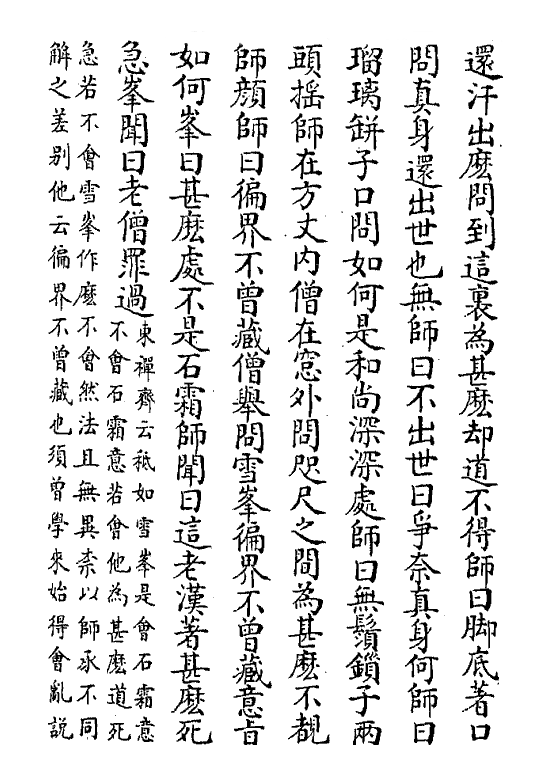 還汗出麽問到這裏為甚麽却道不得師曰脚底著口
問真身還出世也無師曰不出世曰爭奈真身何師曰
瑠璃缾子口問如何是和尚深深處師曰無鬚鎖子兩
頭摇師在方丈内僧在窓外問咫尺之間為甚麽不覩
師顔師曰徧界不曾藏僧舉問雪峯徧界不曾藏意㫖
如何峯曰甚麽處不是石霜師聞曰這老漢著甚麽死
急峯聞曰老僧罪過
東禪齊云秪如雪峯是會石霜意
不會石霜意若會他為甚麽道死
急若不會雪峯作麽不會然法且無異柰以師承不同
解之差别他云徧界不曾藏也須曾學來始得會亂説